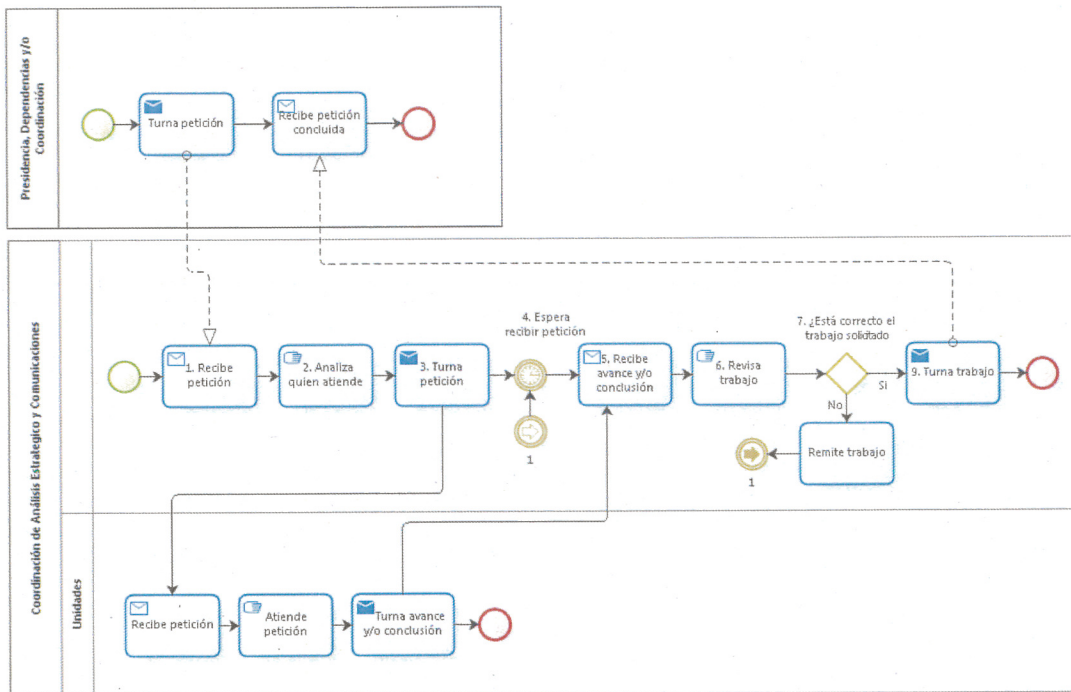 Presidencia, Dependencias y/o
Coordinación
Turna petición
Recibe petición
concluida
Coordinación de Análisis Estrategico y Comunicaciones
4. Espera
recibir petición
7. ¿Está correcto el
trabajo solicitado
1. Recibe
petición
2. Analiza
quien atiende
3. Turna
petición
5. Recibe
avance y/o
conclusión
6. Revisa
trabajo
Si
9. Turna trabajo
No
1
Remite trabajo
1
Unidades
Recibe petición
Atiende
petición
Turna avance
y/o conclusión